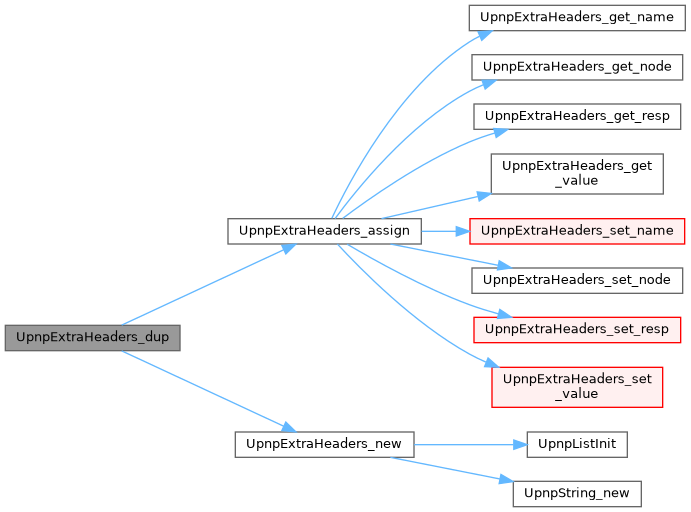 UpnpExtraHeaders_get_name
UpnpExtraHeaders_get_node
UpnpExtraHeaders_get_resp
UpnpExtraHeaders_get
_value
UpnpExtraHeaders_assign
UpnpExtraHeaders_set_name
UpnpExtraHeaders_set_node
UpnpExtraHeaders_dup
UpnpExtraHeaders_set_resp
UpnpExtraHeaders_set
_value
UpnpExtraHeaders_new
UpnpListInit
UpnpString_new